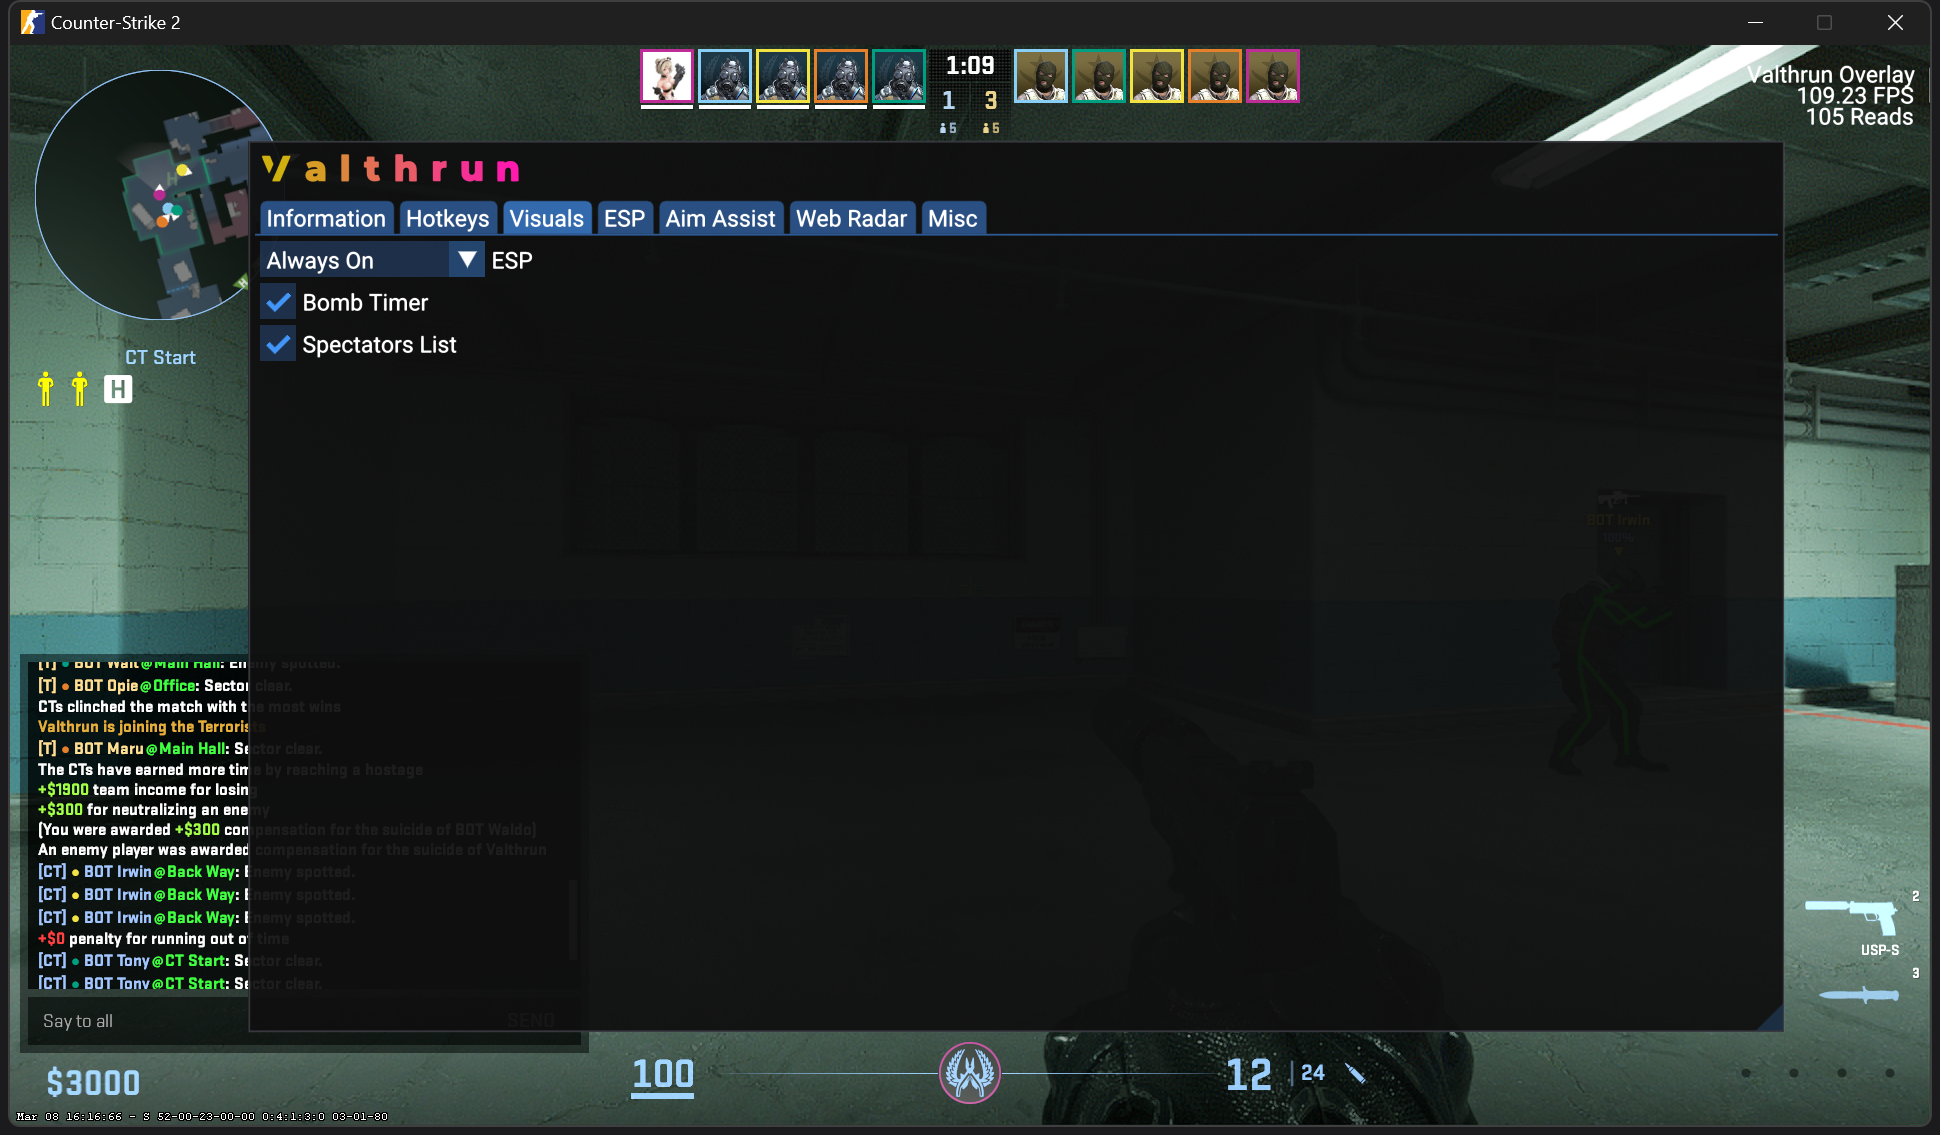 Counter-Strike 2
1:09
1 3
5 5
Valthrun Overlay
109.23 FPS
105 Reads
Valthrun
Information Hotkeys Visuals ESP Aim Assist Web Radar Misc
Always On ESP
Bomb Timer
Spectators List
H
CT Start
H
BOT Irwin
100%
[T] • BOT Walt@Main Hall: Enemy spotted.
[T] • BOT Opie@Office: Sector clear.
CTs clinched the match with the most wins
Valthrun is joining the Terrorists
[T] • BOT Maru@Main Hall: Sector clear.
The CTs have earned more time by reaching a hostage
+$1900 team income for losing
+$300 for neutralizing an enemy
(You were awarded +$300 compensation for the suicide of BOT Waldo)
An enemy player was awarded compensation for the suicide of Valthrun
[CT] • BOT Irwin@Back Way: Enemy spotted.
[CT] • BOT Irwin@Back Way: Enemy spotted.
[CT] • BOT Irwin@Back Way: Enemy spotted.
+$0 penalty for running out of time
[CT] • BOT Tony@CT Start: Sector clear.
[CT] • BOT Tony@CT Start: Sector clear.
Say to all SEND
2
USP-S
3
$3000
100
12 | 24
Mar 08 16:16:66 - S 52-00-23-00-00 0:4:1:3:0 03-01-80